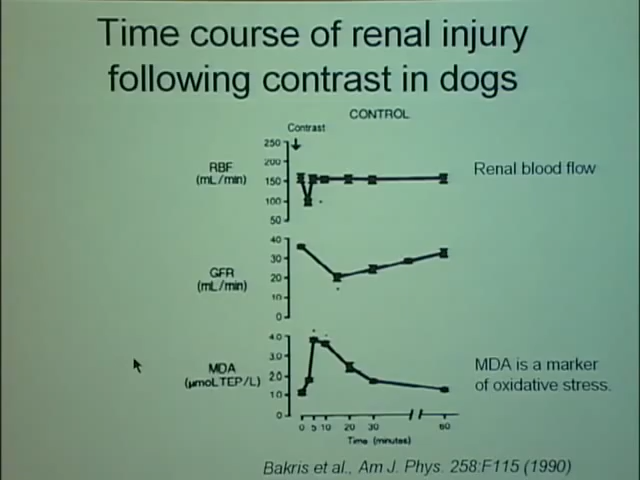 Time course of renal injury
following contrast in dogs
CONTROL
Contrast
RBF
(mL/min)
250
200
150
100
50
Renal blood flow
GFR
(mL/min)
40
30
20
10
0
MDA
(µmol TEP/L)
4.0
3.0
2.0
1.0
0
MDA is a marker
of oxidative stress.
0 5 10 20 30 60
Time (minutes)
Bakris et al., Am J. Phys. 258:F115 (1990)